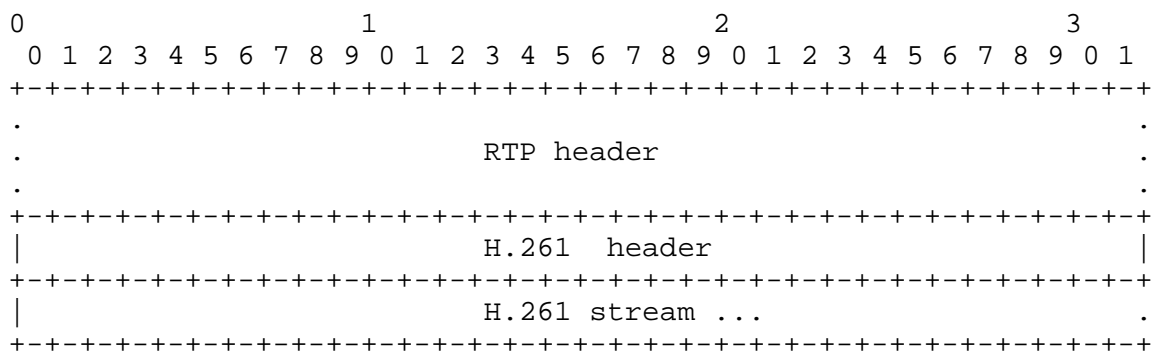 0                   1                   2                   3
 0 1 2 3 4 5 6 7 8 9 0 1 2 3 4 5 6 7 8 9 0 1 2 3 4 5 6 7 8 9 0 1
+-+-+-+-+-+-+-+-+-+-+-+-+-+-+-+-+-+-+-+-+-+-+-+-+-+-+-+-+-+-+-+-+
.                                                               .
.                          RTP header                           .
.                                                               .
+-+-+-+-+-+-+-+-+-+-+-+-+-+-+-+-+-+-+-+-+-+-+-+-+-+-+-+-+-+-+-+-+
|                          H.261  header                        |
+-+-+-+-+-+-+-+-+-+-+-+-+-+-+-+-+-+-+-+-+-+-+-+-+-+-+-+-+-+-+-+-+
|                          H.261 stream ...                     .
+-+-+-+-+-+-+-+-+-+-+-+-+-+-+-+-+-+-+-+-+-+-+-+-+-+-+-+-+-+-+-+-+